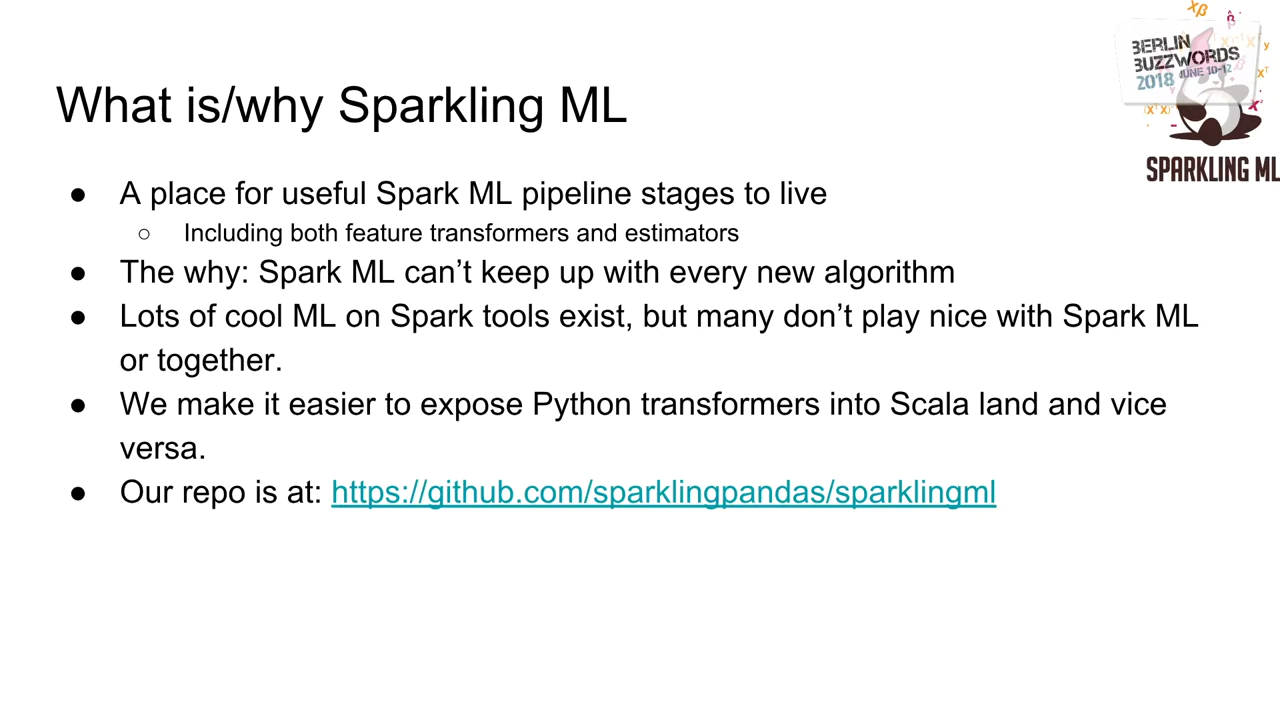 BERLIN
BUZZWORDS
2018 JUNE 10-12
SPARKLING ML
What is/why Sparkling ML
● A place for useful Spark ML pipeline stages to live
○ Including both feature transformers and estimators
● The why: Spark ML can’t keep up with every new algorithm
● Lots of cool ML on Spark tools exist, but many don’t play nice with Spark ML
or together.
● We make it easier to expose Python transformers into Scala land and vice
versa.
● Our repo is at: https://github.com/sparklingpandas/sparklingml